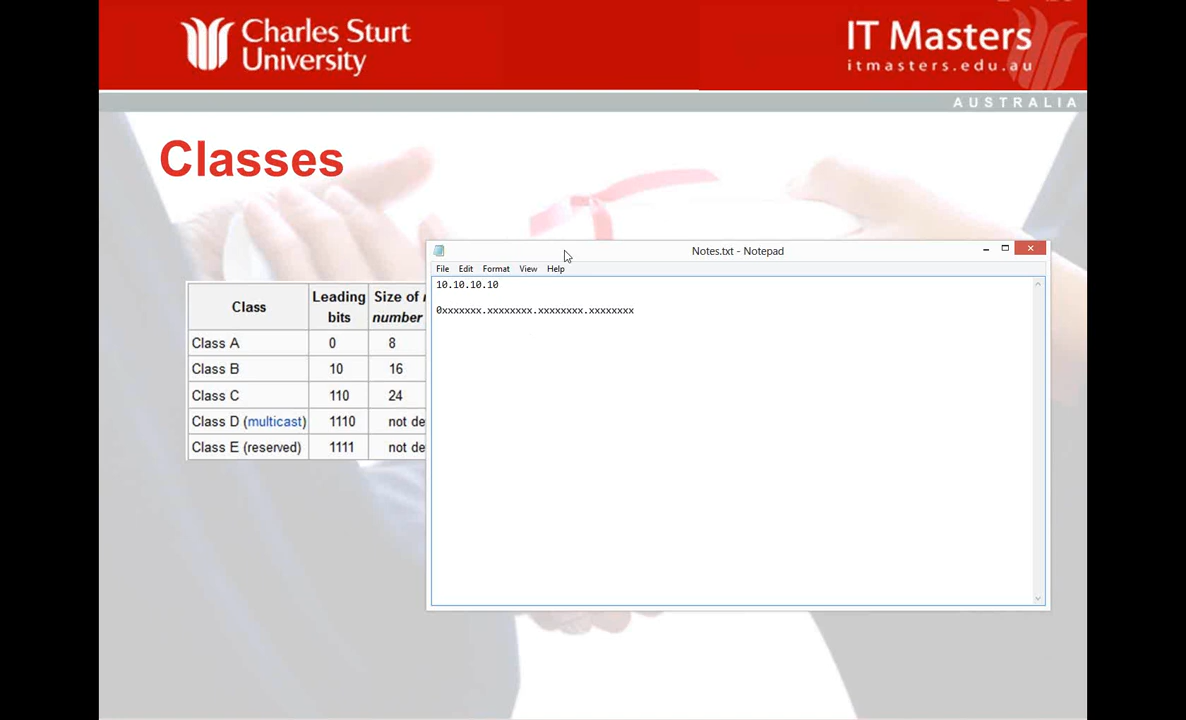 Charles Sturt
University
IT Masters
itmasters.edu.au
AUSTRALIA
Classes
Notes.txt - Notepad
File Edit Format View Help
10.10.10.10
0xxxxxxx.xxxxxxxx.xxxxxxxx.xxxxxxxx
Class Leading bits Size of number
Class A 0 8
Class B 10 16
Class C 110 24
Class D (multicast) 1110 not de
Class E (reserved) 1111 not de